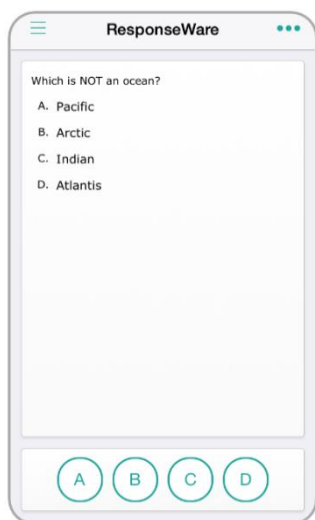 ResponseWare
Which is NOT an ocean?
A. Pacific
B. Arctic
C. Indian
D. Atlantis
A B C D